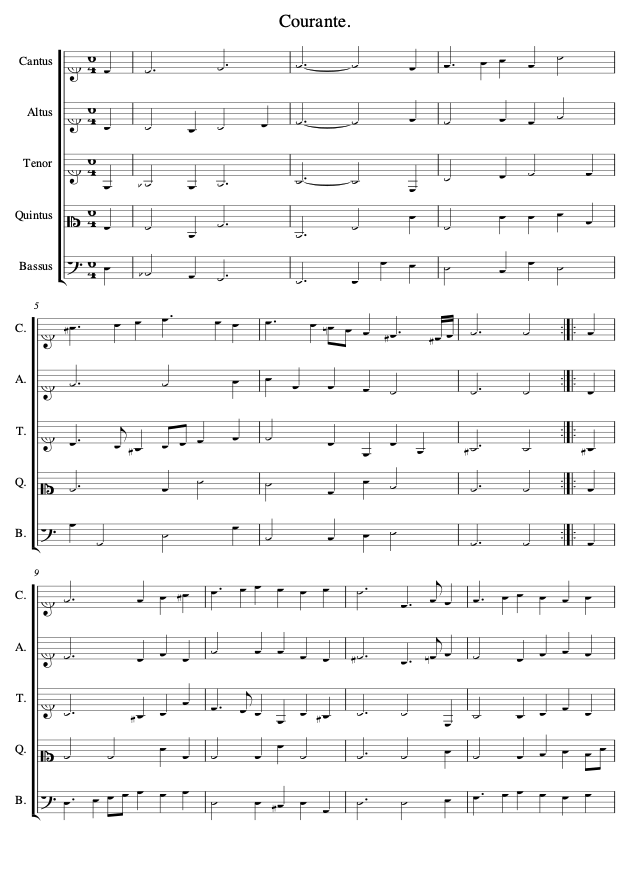 Courante.
Cantus
Altus
Tenor
Quintus
Bassus
5
C.
A.
T.
Q.
B.
9
C.
A.
T.
Q.
B.